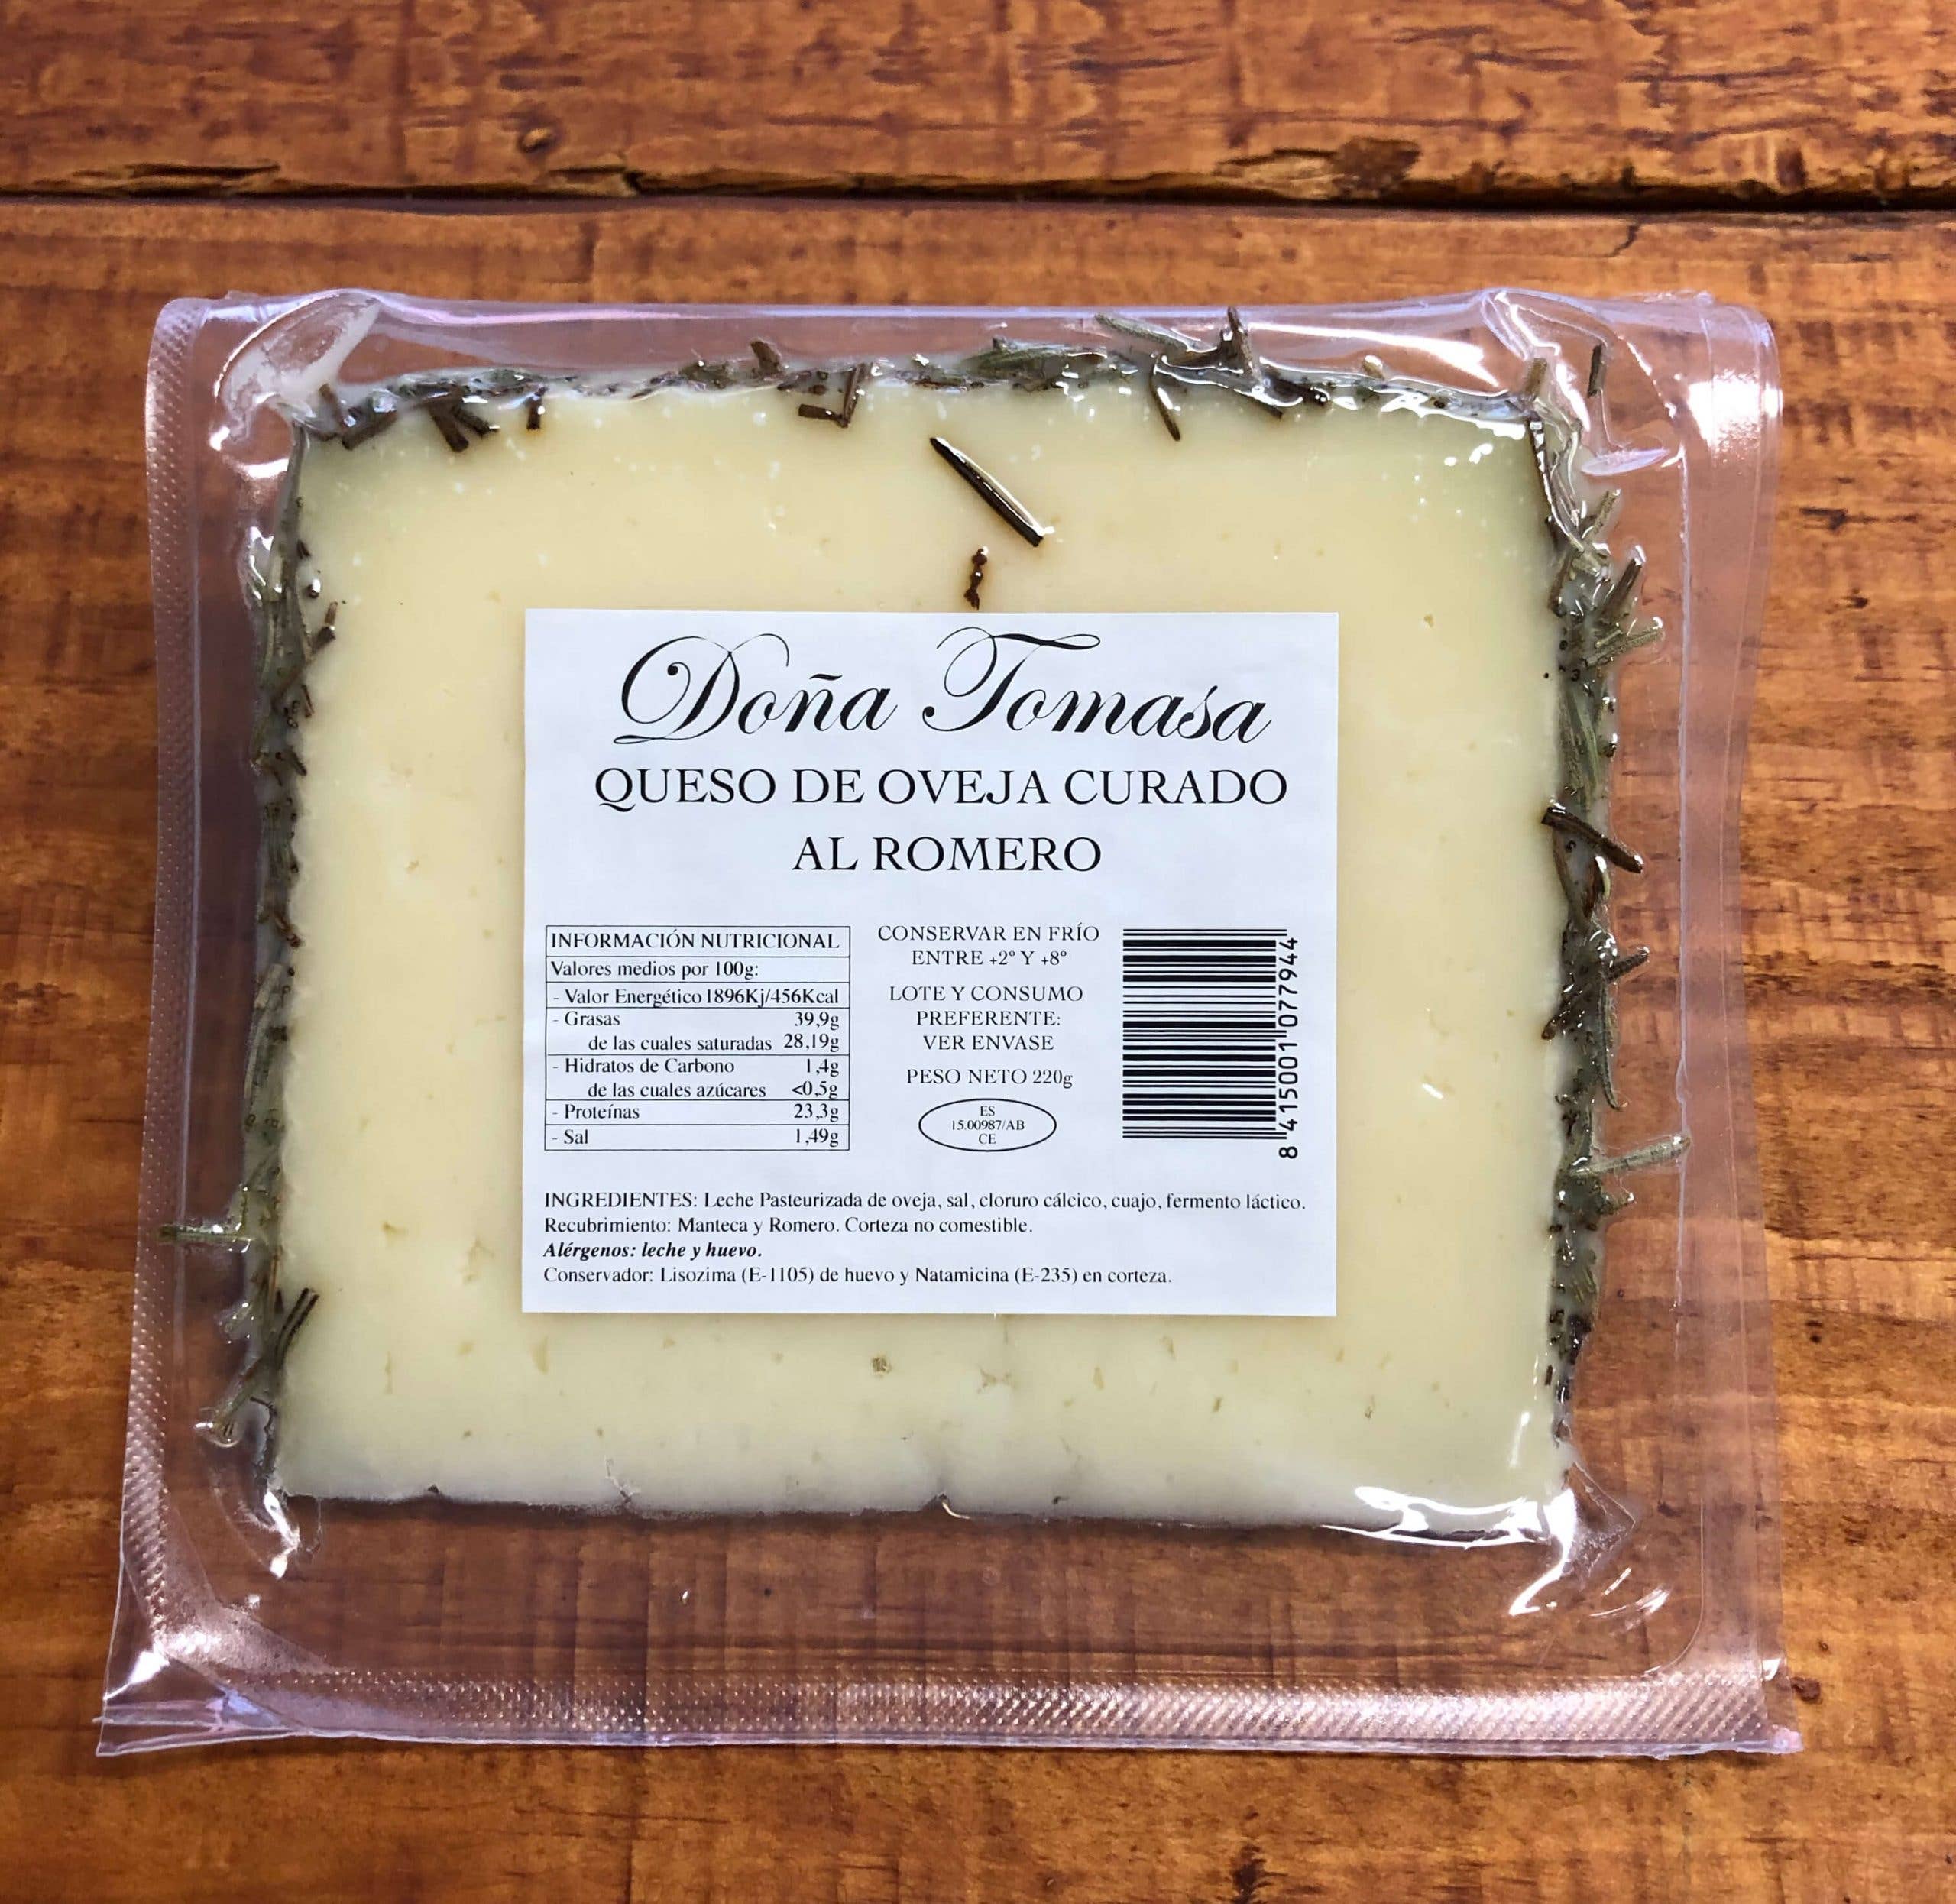 Doña Tomasa
QUESO DE OVEJA CURADO
AL ROMERO
INFORMACIÓN NUTRICIONAL
Valores medios por 100g:
- Valor Energético 1896Kj/456Kcal
- Grasas 39,9g
de las cuales saturadas 28,19g
- Hidratos de Carbono 1,4g
de las cuales azúcares <0,5g
- Proteínas 23,3g
- Sal 1,49g
CONSERVAR EN FRÍO
ENTRE +2º Y +8º
LOTE Y CONSUMO
PREFERENTE:
VER ENVASE
PESO NETO 220g
ES
15.00987/AB
CE
8 415001 077944
INGREDIENTES: Leche Pasteurizada de oveja, sal, cloruro cálcico, cuajo, fermento láctico.
Recubrimiento: Manteca y Romero. Corteza no comestible.
Alérgenos: leche y huevo.
Conservador: Lisozima (E-1105) de huevo y Natamicina (E-235) en corteza.